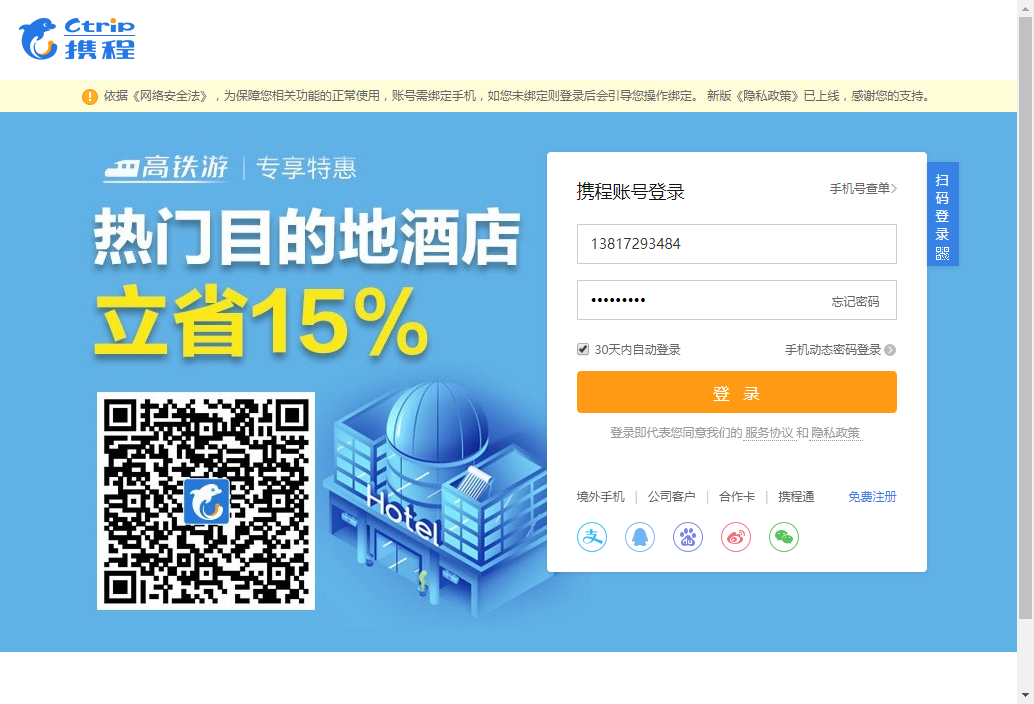 Ctrip
携程
依据《网络安全法》，为保障您相关功能的正常使用，账号需绑定手机，如您未绑定则登录后会引导您操作绑定。 新版《隐私政策》已上线，感谢您的支持。
高铁游｜专享特惠
热门目的地酒店
立省15%
Hotel
携程账号登录
手机号查单>
13817293484
•••••••••
忘记密码
30天内自动登录
手机动态密码登录
登 录
登录即代表您同意我们的 服务协议 和 隐私政策
境外手机 | 公司客户 | 合作卡 | 携程通
免费注册
支
du
扫码登录